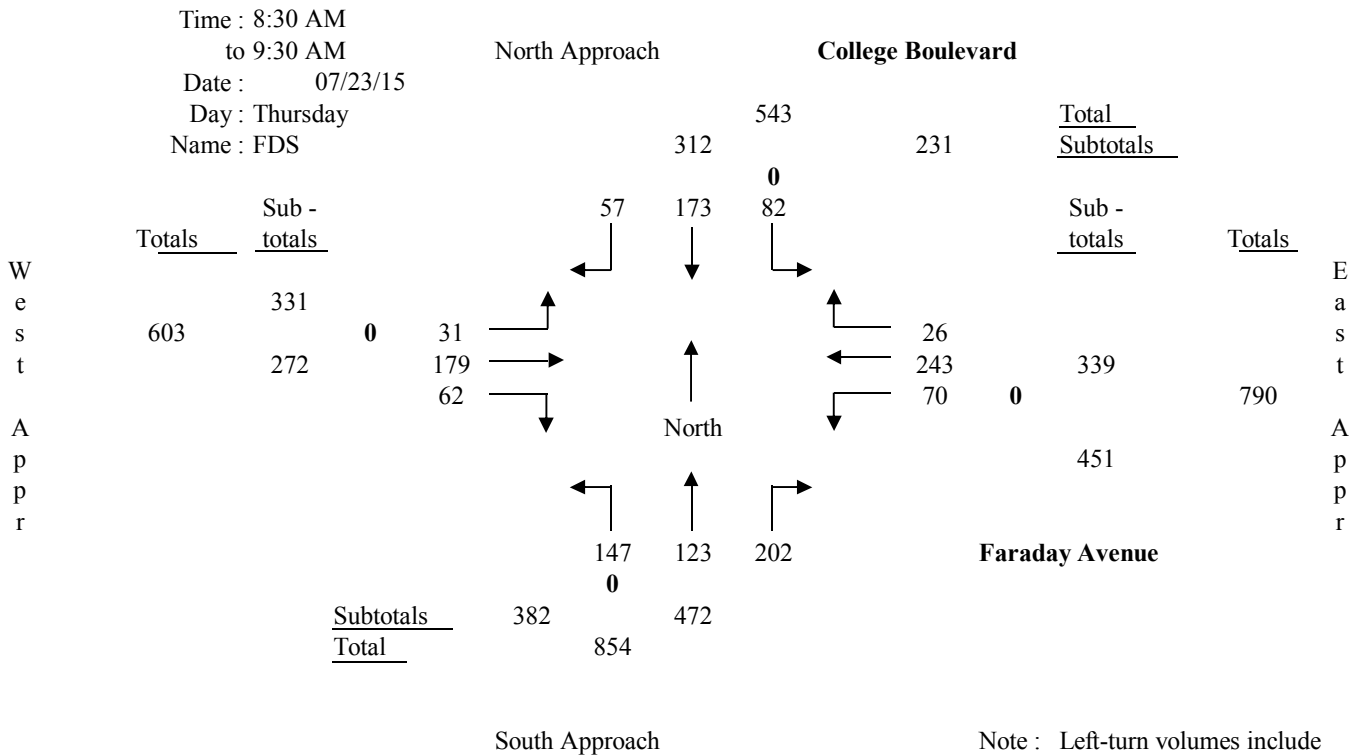 Time : 8:30 AM
to 9:30 AM North Approach College Boulevard
Date : 07/23/15
Day : Thursday 543 Total
Name : FDS 312 231 Subtotals
0
Sub - 57 173 82 Sub -
Totals totals totals Totals
W E
e 331 a
s 603 0 31 26 s
t 272 179 243 339 t
62 70 0 790
A North A
p 451 p
p p
r r
147 123 202 Faraday Avenue
0
Subtotals 382 472
Total 854
South Approach Note : Left-turn volumes include